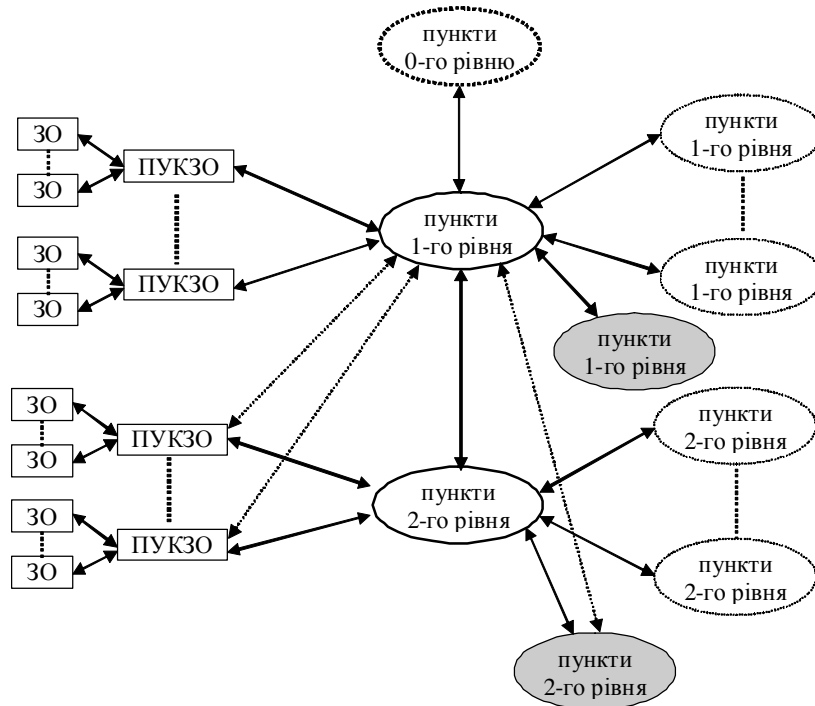 пункти
0-го рівню
ЗО
ЗО
ПУКЗО
пункти
1-го рівня
пункти
1-го рівня
ЗО
ЗО
ПУКЗО
пункти
1-го рівня
пункти
1-го рівня
ЗО
ЗО
ПУКЗО
пункти
2-го рівня
пункти
2-го рівня
ЗО
ЗО
ПУКЗО
пункти
2-го рівня
пункти
2-го рівня